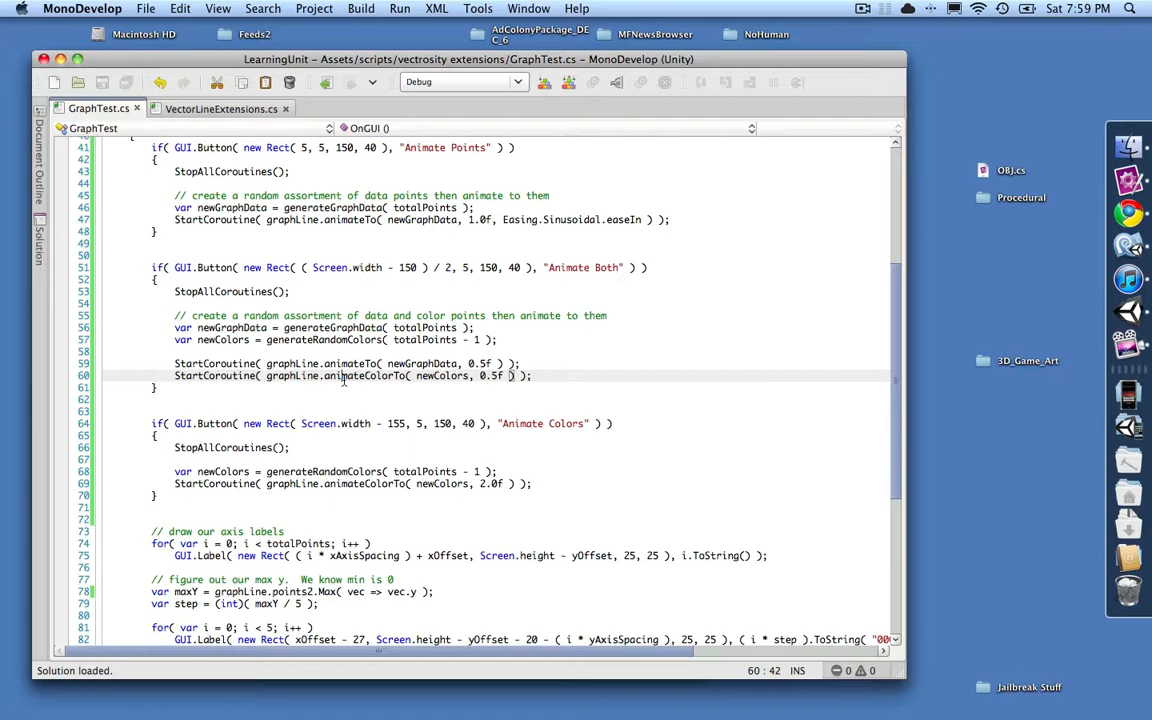 MonoDevelop File Edit View Search Project Build Run XML Tools Window Help Sat 7:59 PM
Macintosh HD Feeds2 AdColonyPackage_DE
C_6 MFNewsBrowser NoHuman
LearningUnit - Assets/scripts/vectrosity extensions/GraphTest.cs - MonoDevelop (Unity)
Debug
GraphTest.cs × VectorLineExtensions.cs ×
GraphTest OnGUI ()
Document Outline
Solution
41 if( GUI.Button( new Rect( 5, 5, 150, 40 ), "Animate Points" ) )
42 {
43 StopAllCoroutines();
44
45 // create a random assortment of data points then animate to them
46 var newGraphData = generateGraphData( totalPoints );
47 StartCoroutine( graphLine.animateTo( newGraphData, 1.0f, Easing.Sinusoidal.easeIn ) );
48 }
49
50
51 if( GUI.Button( new Rect( ( Screen.width - 150 ) / 2, 5, 150, 40 ), "Animate Both" ) )
52 {
53 StopAllCoroutines();
54
55 // create a random assortment of data and color points then animate to them
56 var newGraphData = generateGraphData( totalPoints );
57 var newColors = generateRandomColors( totalPoints - 1 );
58
59 StartCoroutine( graphLine.animateTo( newGraphData, 0.5f ) );
60 StartCoroutine( graphLine.animateColorTo( newColors, 0.5f ) );
61 }
62
63
64 if( GUI.Button( new Rect( Screen.width - 155, 5, 150, 40 ), "Animate Colors" ) )
65 {
66 StopAllCoroutines();
67
68 var newColors = generateRandomColors( totalPoints - 1 );
69 StartCoroutine( graphLine.animateColorTo( newColors, 2.0f ) );
70 }
71
72
73 // draw our axis labels
74 for( var i = 0; i < totalPoints; i++ )
75 GUI.Label( new Rect( ( i * xAxisSpacing ) + xOffset, Screen.height - yOffset, 25, 25 ), i.ToString() );
76
77 // figure out our max y. We know min is 0
78 var maxY = graphLine.points2.Max( vec => vec.y );
79 var step = (int)( maxY / 5 );
80
81 for( var i = 0; i < 5; i++ )
82 GUI.Label( new Rect( xOffset - 27, Screen.height - yOffset - 20 - ( i * yAxisSpacing ), 25, 25 ), ( i * step ).ToString( "00
Solution loaded. 60 : 42 INS 0 0
OBJ.cs
Procedural
3D_Game_Art
Jailbreak Stuff